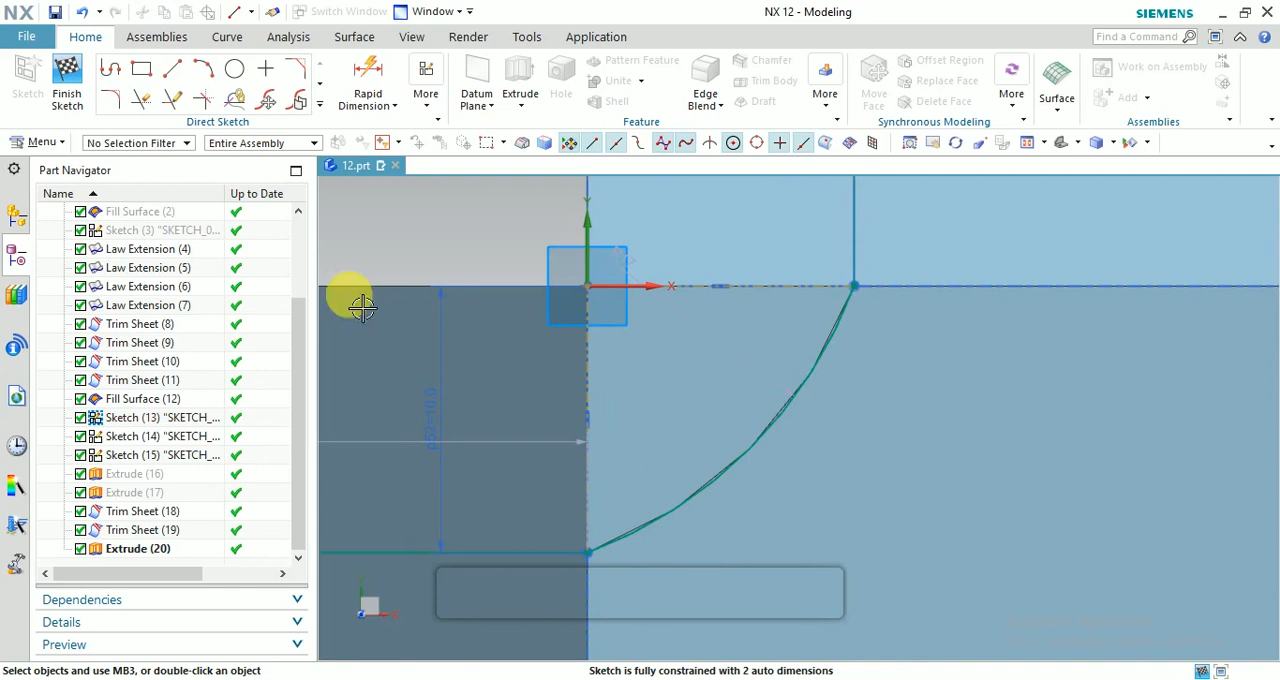 NX Switch Window Window NX 12 - Modeling SIEMENS
File Home Assemblies Curve Analysis Surface View Tools Render Application Find a Command
Sketch Finish Sketch Rapid Dimension More Datum Plane Extrude Hole Pattern Feature Unite Shell Edge Blend Chamfer Trim Body Draft More Move Face Offset Region Replace Face Delete Face More Surface Work on Assembly Add
Direct Sketch Feature Synchronous Modeling Assemblies
Menu No Selection Filter Entire Assembly
Part Navigator 12.prt
Name Up to Date
Fill Surface (2)
Sketch (3) "SKETCH_0...
Law Extension (4)
Law Extension (5)
Law Extension (6)
Law Extension (7)
Trim Sheet (8)
Trim Sheet (9)
Trim Sheet (10)
Trim Sheet (11)
Fill Surface (12)
Sketch (13) "SKETCH_...
Sketch (14) "SKETCH_...
Sketch (15) "SKETCH_...
Extrude (16)
Extrude (17)
Trim Sheet (18)
Trim Sheet (19)
Extrude (20)
Y
X
p52=10.0
Dependencies
Details
Preview
Select objects and use MB3, or double-click an object Sketch is fully constrained with 2 auto dimensions